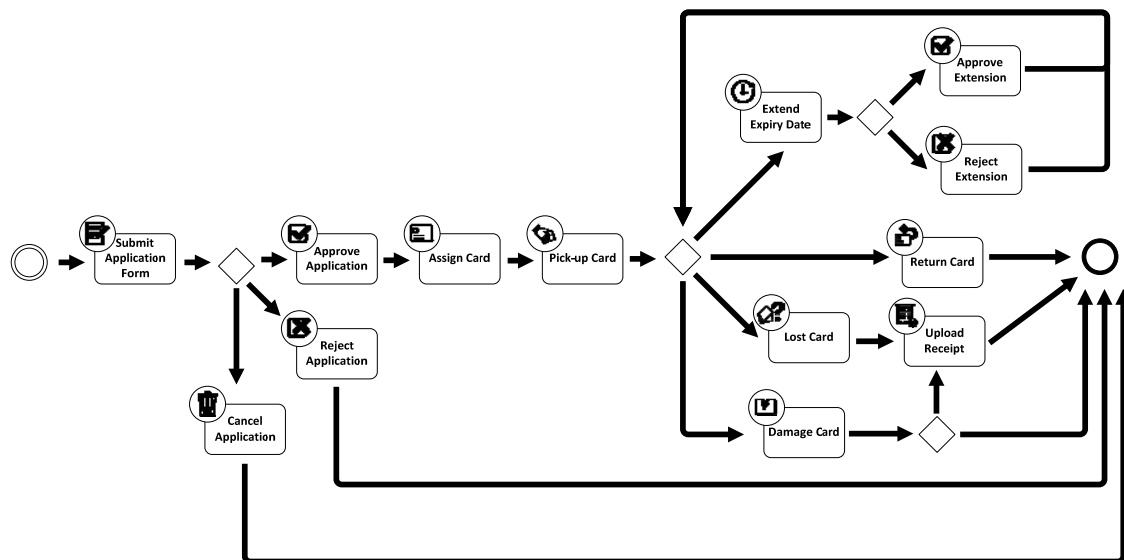 Approve
Extension
Extend
Expiry Date
Reject
Extension
Submit
Application
Form
Approve
Application
Assign Card
Pick-up Card
Return Card
Reject
Application
Lost Card
Upload
Receipt
Cancel
Application
Damage Card